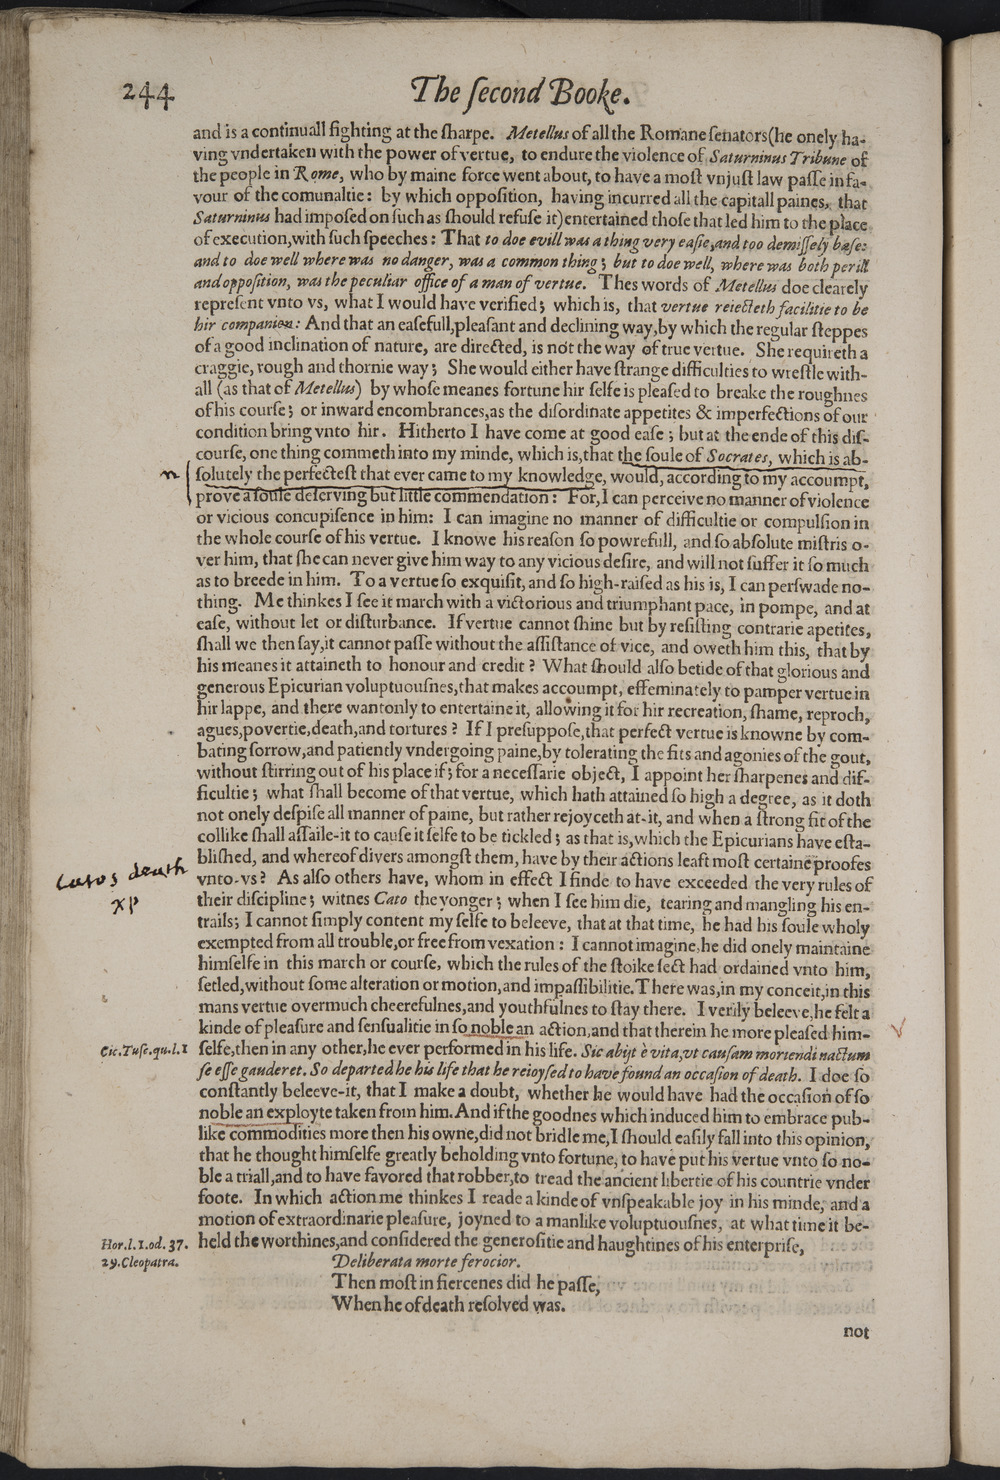 244
The ſecond Booke.
and is a continuall fighting at the ſharpe. Metellus of all the Romane ſenators (he onely ha-
ving vndertaken with the power of vertue, to endure the violence of Saturninus Tribune of
the people in Rome, who by maine force went about, to have a moſt vnjuſt law paſſe in fa-
vour of the comunaltie: by which oppoſition, having incurred all the capitall paines, that
Saturninus had impoſed on ſuch as ſhould refuſe it) entertained thoſe that led him to the place
of execution, with ſuch ſpeeches: That to doe evill was a thing very eaſie, and too demiſſely baſe:
and to doe well where was no danger, was a common thing; but to doe well, where was both perill
and oppoſition, was the peculiar office of a man of vertue. Thes words of Metellus doe clearely
repreſent vnto vs, what I would have verified; which is, that vertue reiecteth facilitie to be
hir companion: And that an eaſefull, pleaſant and declining way, by which the regular ſteppes
of a good inclination of nature, are directed, is not the way of true vertue. She requireth a
craggie, rough and thornie way; She would either have ſtrange difficulties to wreſtle with-
all (as that of Metellus) by whoſe meanes fortune hir ſelfe is pleaſed to breake the roughnes
of his courſe; or inward encombrances, as the diſordinate appetites & imperfections of our
condition bring vnto hir. Hitherto I have come at good eaſe; but at the ende of this diſ-
courſe, one thing commeth into my minde, which is, that the ſoule of Socrates, which is ab-
n
ſolutely the perfecteſt that ever came to my knowledge, would, according to my accoumpt,
prove a ſoule deſerving but little commendation: For, I can perceive no manner of violence
or vicious concupiſence in him: I can imagine no manner of difficultie or compulſion in
the whole courſe of his vertue. I knowe his reaſon ſo powrefull, and ſo abſolute miſtris o-
ver him, that ſhe can never give him way to any vicious deſire, and will not ſuffer it ſo much
as to breede in him. To a vertue ſo exquiſit, and ſo high-raiſed as his is, I can perſwade no-
thing. Me thinkes I ſee it march with a victorious and triumphant pace, in pompe, and at
eaſe, without let or diſturbance. If vertue cannot ſhine but by reſiſting contrarie apetites,
ſhall we then ſay, it cannot paſſe without the aſſiſtance of vice, and oweth him this, that by
his meanes it attaineth to honour and credit? What ſhould alſo betide of that glorious and
generous Epicurian voluptuouſnes, that makes accoumpt, effeminately to pamper vertue in
hir lappe, and there wantonly to entertaine it, allowing it for hir recreation, ſhame, reproch,
agues, povertie, death, and tortures? If I preſuppoſe, that perfect vertue is knowne by com-
bating ſorrow, and patiently vndergoing paine, by tolerating the fits and agonies of the gout,
without ſtirring out of his place if; for a neceſſarie object, I appoint her ſharpenes and dif-
ficultie; what ſhall become of that vertue, which hath attained ſo high a degree, as it doth
not onely deſpiſe all manner of paine, but rather rejoyceth at-it, and when a ſtrong fit of the
collike ſhall aſſaile-it to cauſe it ſelfe to be tickled; as that is, which the Epicurians have eſta-
bliſhed, and whereof divers amongſt them, have by their actions leaft moſt certaine proofes
Catos death
vnto-vs? As alſo others have, whom in effect I finde to have exceeded the very rules of
XP
their diſcipline; witnes Cato the yonger; when I ſee him die, tearing and mangling his en-
trails; I cannot ſimply content my ſelfe to beleeve, that at that time, he had his ſoule wholy
exempted from all trouble, or free from vexation: I cannot imagine, he did onely maintaine
himſelfe in this march or courſe, which the rules of the ſtoike ſect had ordained vnto him,
ſetled, without ſome alteration or motion, and impaſſibilitie. There was, in my conceit, in this
mans vertue overmuch cheerefulnes, and youthfulnes to ſtay there. I verily beleeve, he felt a
kinde of pleaſure and ſenſualitie in ſo noble an action, and that therein he more pleaſed him-
Cic. Tuſc. qu. l. 1
ſelfe, then in any other, he ever performed in his life. Sic abijt è vita, vt cauſam moriendi nactum
ſe eſſe gauderet. So departed he his life that he reioyſed to have found an occaſion of death. I doe ſo
conſtantly beleeve-it, that I make a doubt, whether he would have had the occaſion of ſo
noble an exployte taken from him. And if the goodnes which induced him to embrace pub-
like commodities more then his owne, did not bridle me, I ſhould eaſily fall into this opinion,
that he thought himſelfe greatly beholding vnto fortune, to have put his vertue vnto ſo no-
ble a triall, and to have favored that robber, to tread the ancient libertie of his countrie vnder
foote. In which action me thinkes I reade a kinde of vnſpeakable joy in his minde, and a
motion of extraordinarie pleaſure, joyned to a manlike voluptuouſnes, at what time it be-
Hor. l. 1. od. 37.
held the worthines, and conſidered the generoſitie and haughtines of his enterpriſe,
29. Cleopatra.
Deliberata morte ferocior.
Then moſt in fiercenes did he paſſe,
When he of death reſolved was.
not